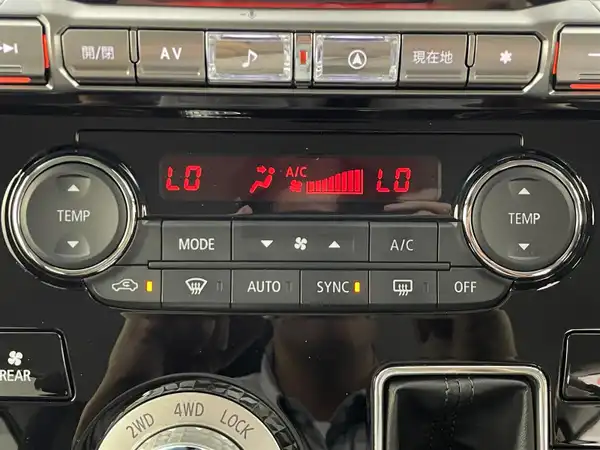 開/閉 AV 現在地
LO A/C LO
TEMP TEMP
MODE A/C
AUTO SYNC OFF
REAR
2WD 4WD LOCK